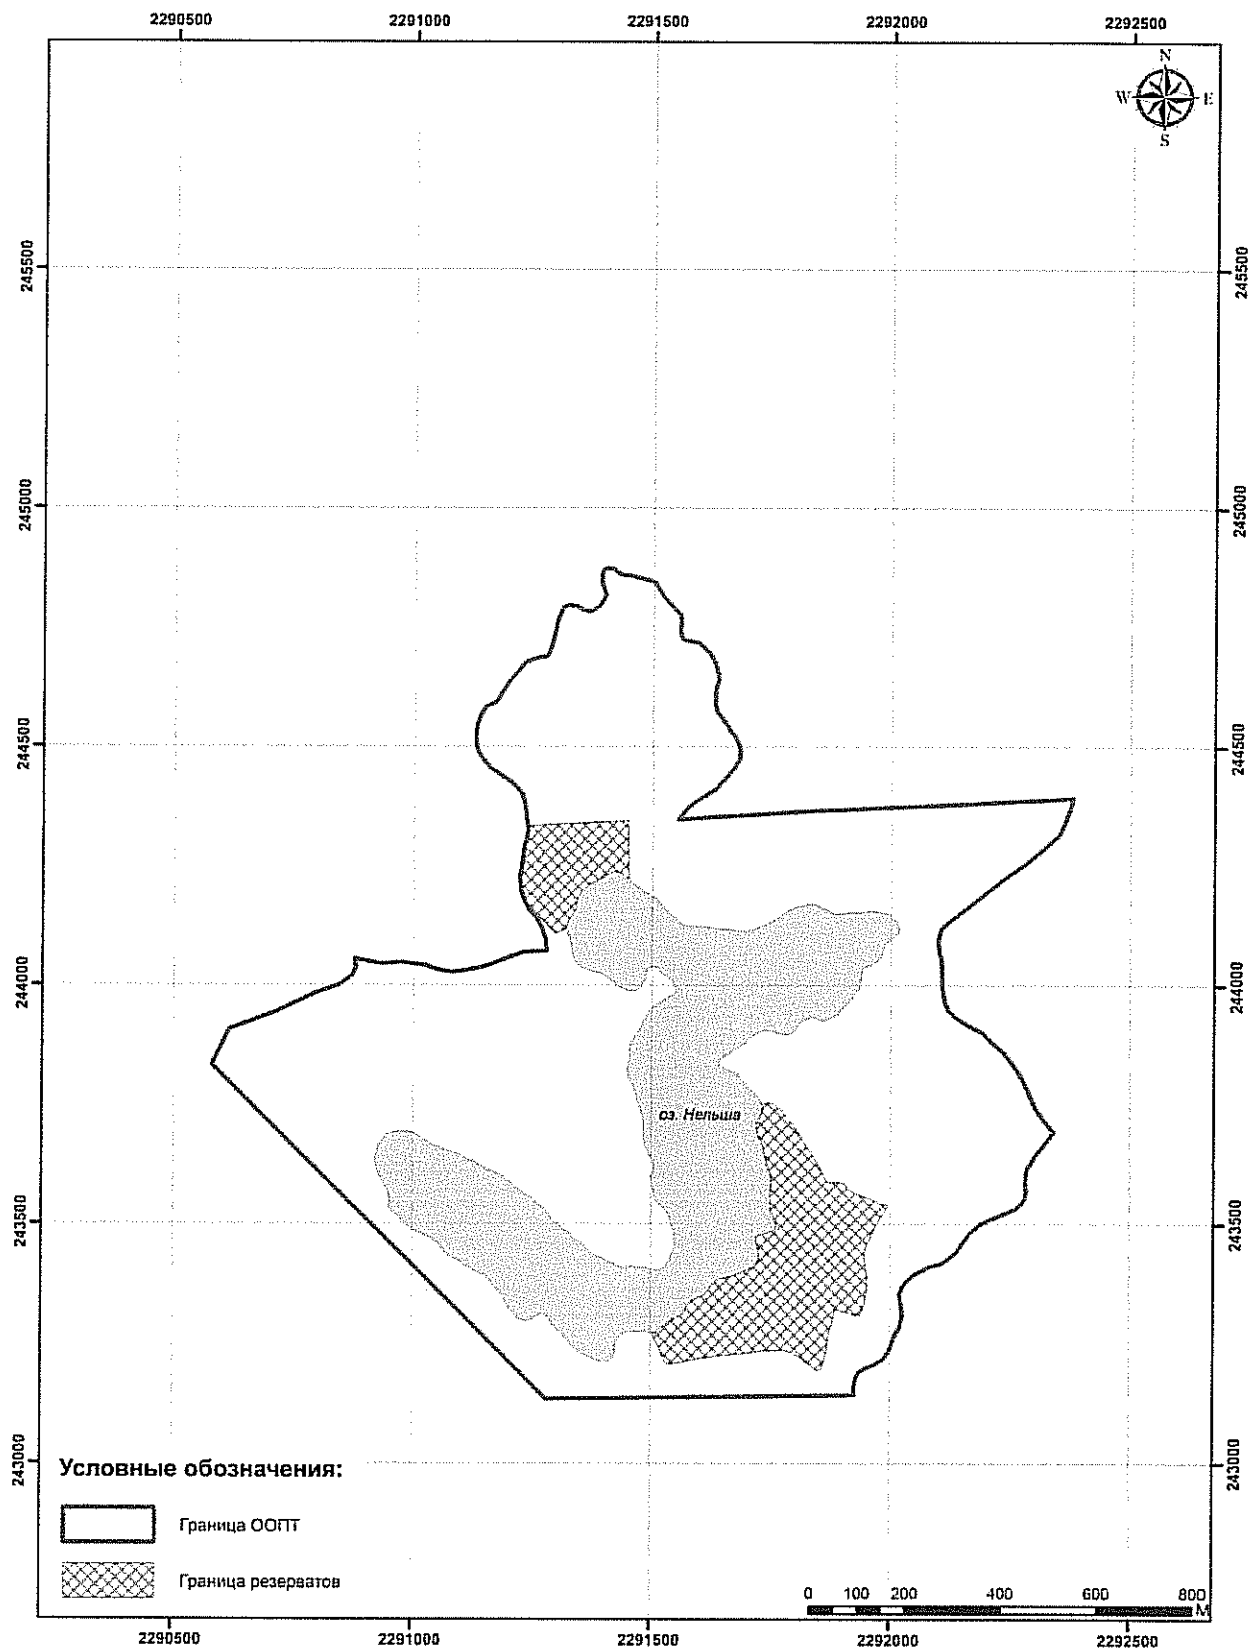 2290500 2291000 2291500 2292000 2292500
N
W E
S
245500 245500
245000 245000
244500 244500
244000 244000
оз. Нельша
243500 243500
243000 243000
Условные обозначения:
Граница ООПТ
Граница резерватов
0 100 200 400 600 800
М
2290500 2291000 2291500 2292000 2292500